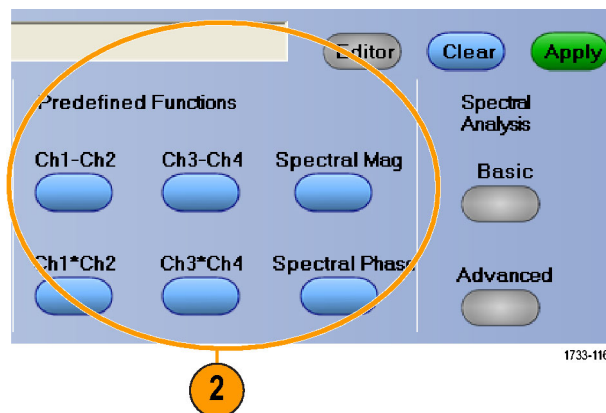 Editor
Clear
Apply
Predefined Functions
Spectral
Analysis
Ch1-Ch2
Ch3-Ch4
Spectral Mag
Basic
Ch1*Ch2
Ch3*Ch4
Spectral Phase
Advanced
1733-116
2